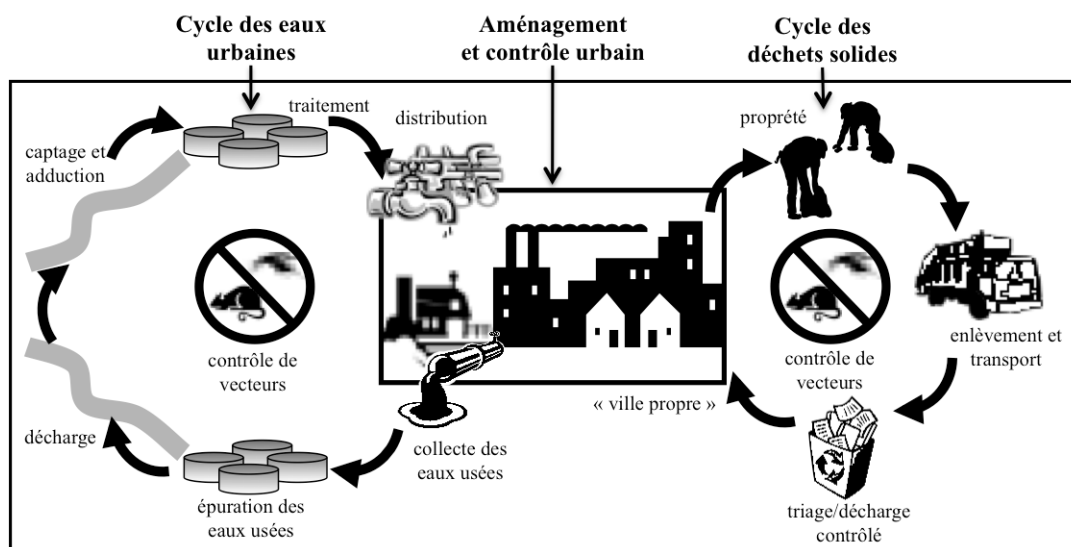 Cycle des eaux
urbaines
Aménagement
et contrôle urbain
Cycle des
déchets solides
captage et
adduction
traitement
distribution
propreté
contrôle de
vecteurs
contrôle de
vecteurs
enlèvement et
transport
« ville propre »
décharge
collecte des
eaux usées
épuration des
eaux usées
triage/décharge
contrôlé